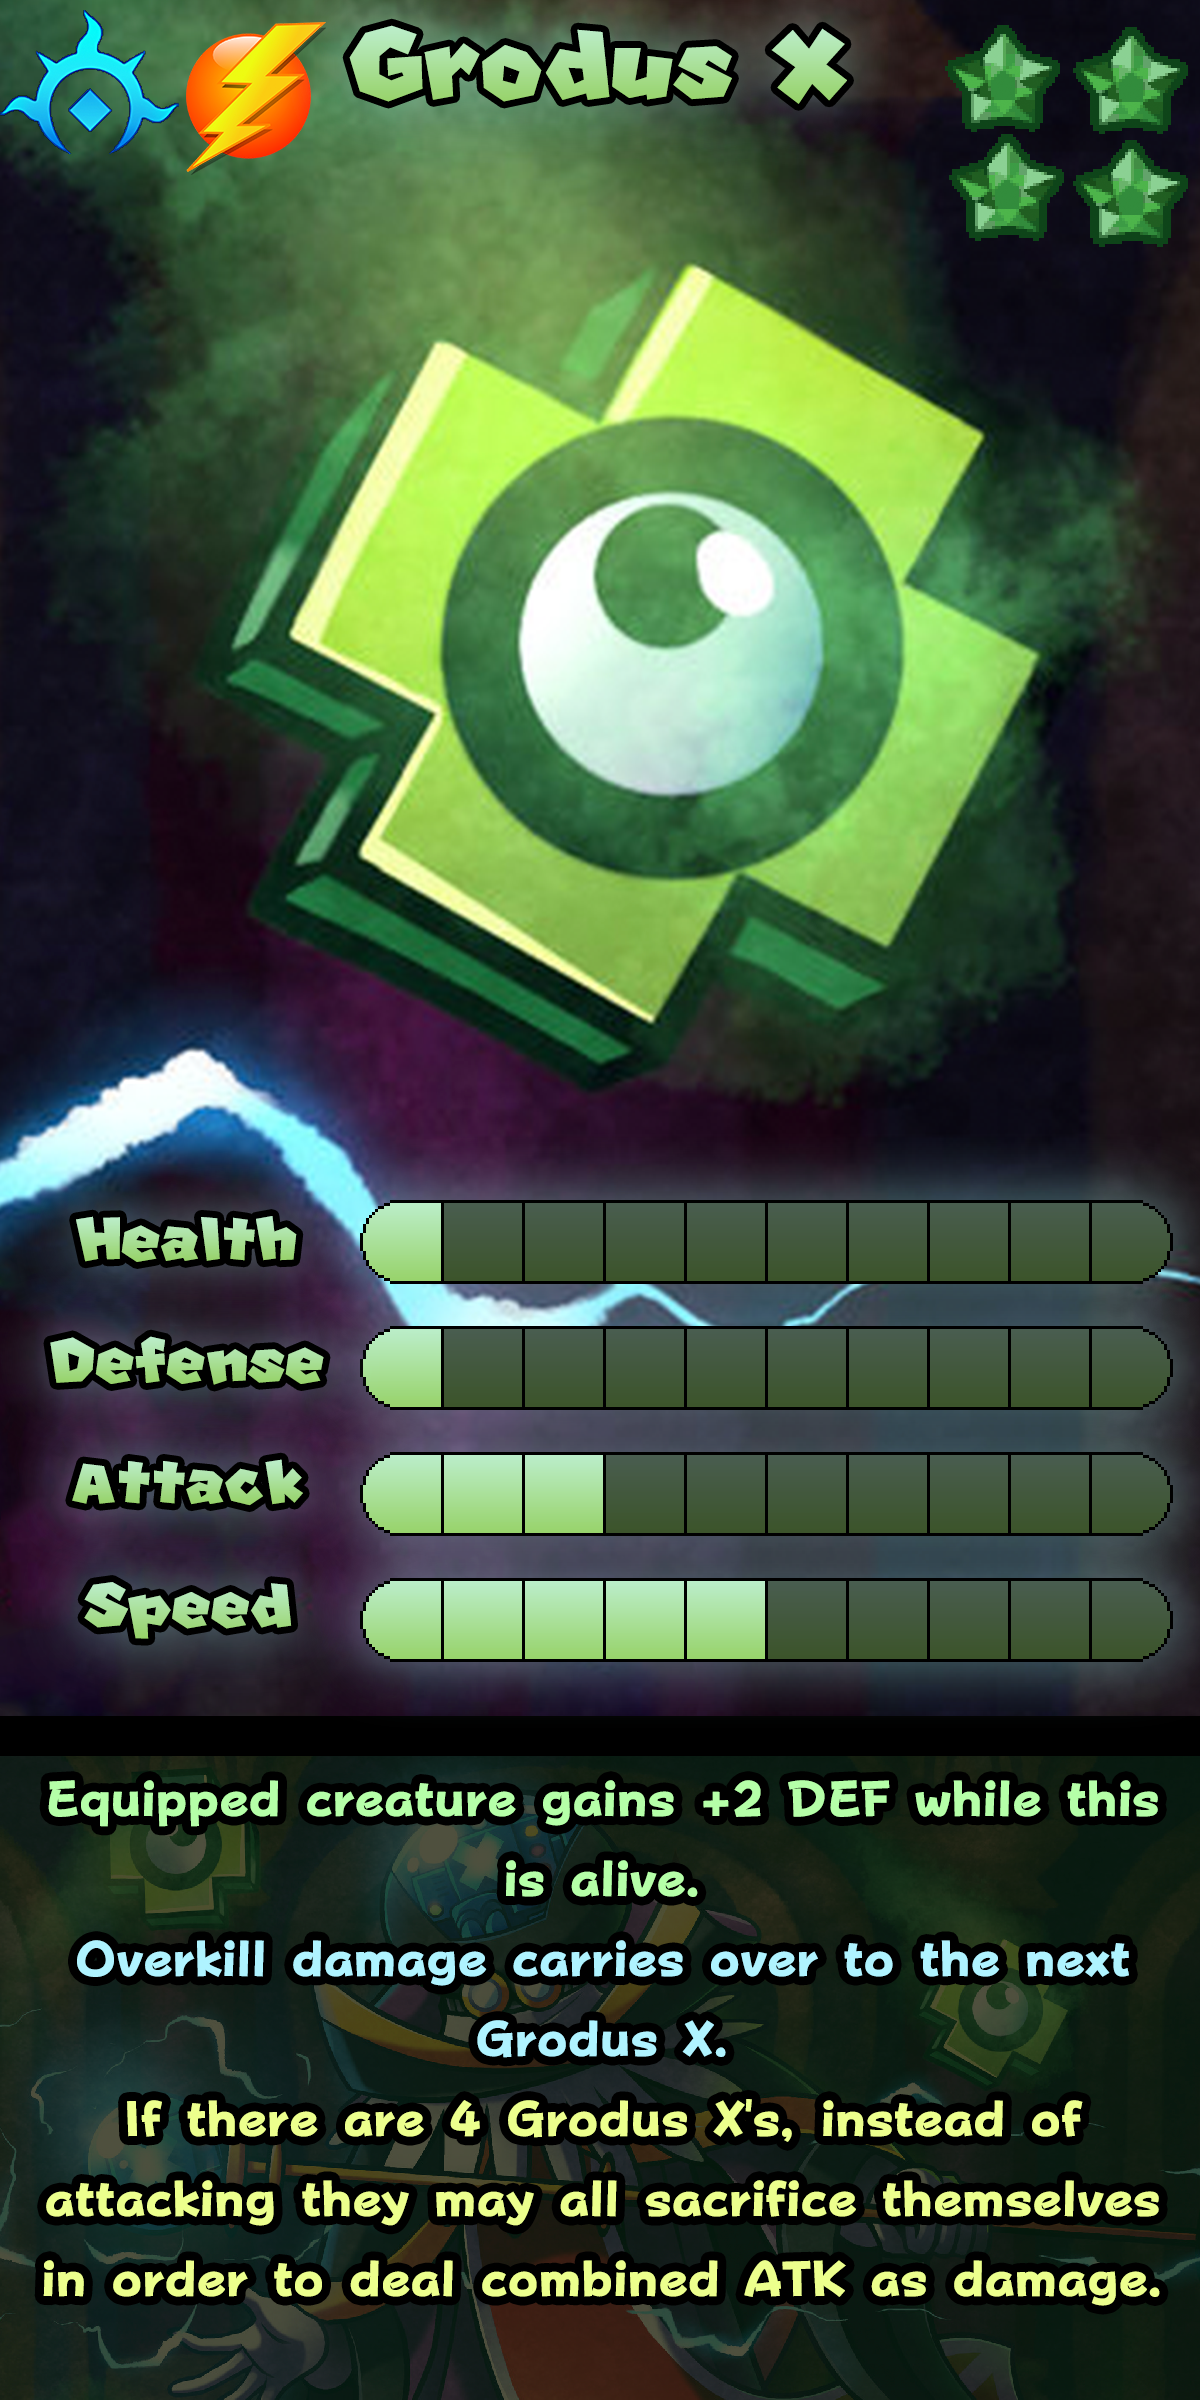 Grodus X
Health
Defense
Attack
Speed
Equipped creature gains +2 DEF while this
is alive.
Overkill damage carries over to the next
Grodus X.
If there are 4 Grodus X's, instead of
attacking they may all sacrifice themselves
in order to deal combined ATK as damage.